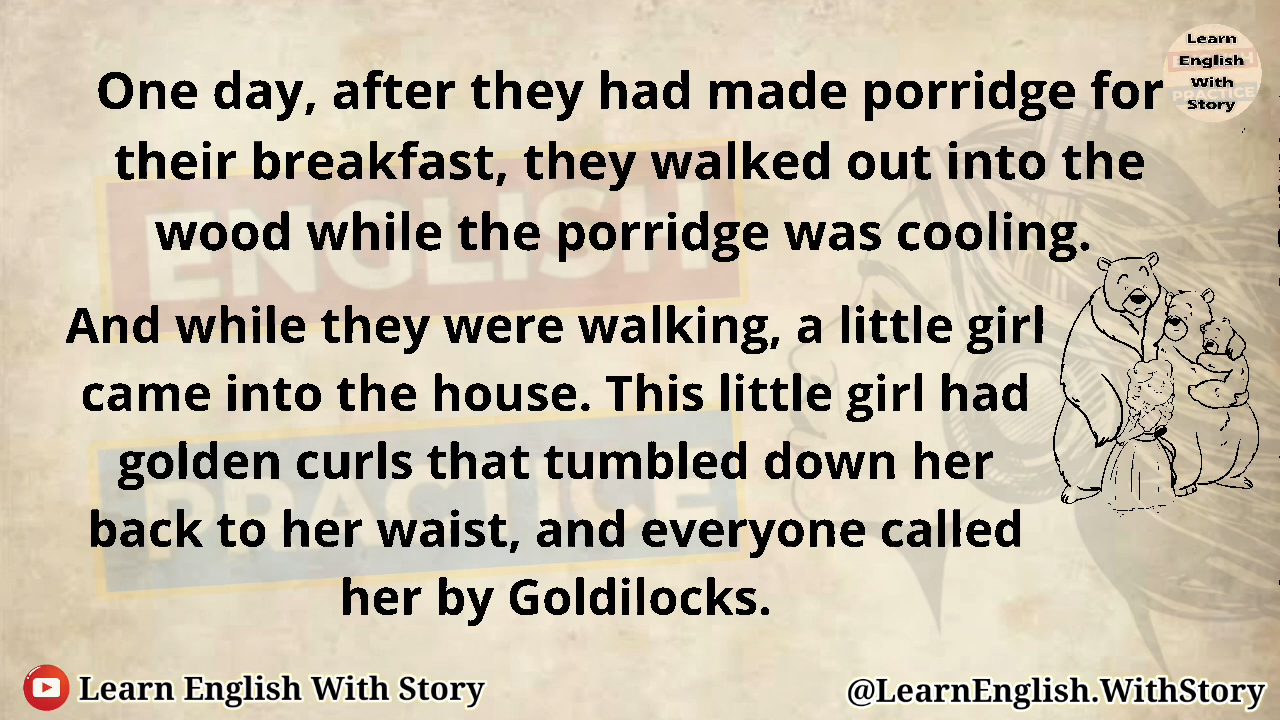 Learn
English
With
Story
One day, after they had made porridge for
their breakfast, they walked out into the
wood while the porridge was cooling.
And while they were walking, a little girl
came into the house. This little girl had
golden curls that tumbled down her
back to her waist, and everyone called
her by Goldilocks.
ENGLISH
PRACTICE
Learn English With Story
@LearnEnglish.WithStory